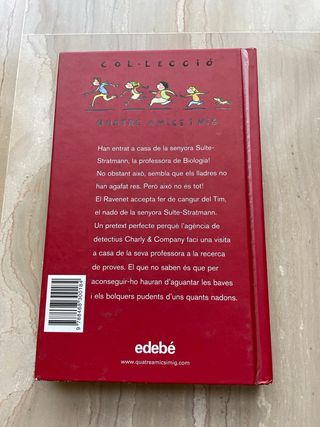 COL·LECCIÓ
QUATRE AMICS I MIG
Han entrat a casa de la senyora Sulte-
Stratmann, la professora de Biologia!
No obstant això, sembla que els lladres no
han agafat res. Però això no és tot!
El Ravenet accepta fer de cangur del Tim,
el nadó de la senyora Sulte-Stratmann.
Un pretext perfecte perquè l'agència de
detectius Charly & Company faci una visita
a casa de la seva professora a la recerca
de proves. El que no saben és que per
aconseguir-ho hauran d'aguantar les baves
i els bolquers pudents d'uns quants nadons.
9788468300788
edebé
www.quatreamicsimig.com